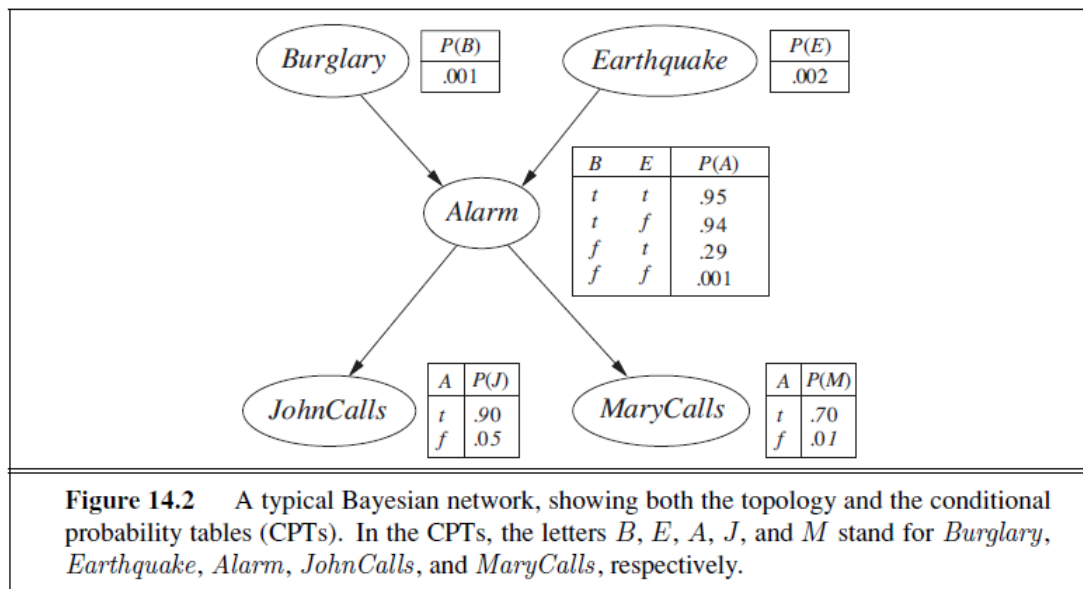 Burglary
P(B)
.001
Earthquake
P(E)
.002
Alarm
B E P(A)
t t .95
t f .94
f t .29
f f .001
JohnCalls
A P(J)
t .90
f .05
MaryCalls
A P(M)
t .70
f .01
Figure 14.2 A typical Bayesian network, showing both the topology and the conditional
probability tables (CPTs). In the CPTs, the letters B, E, A, J, and M stand for Burglary,
Earthquake, Alarm, JohnCalls, and MaryCalls, respectively.